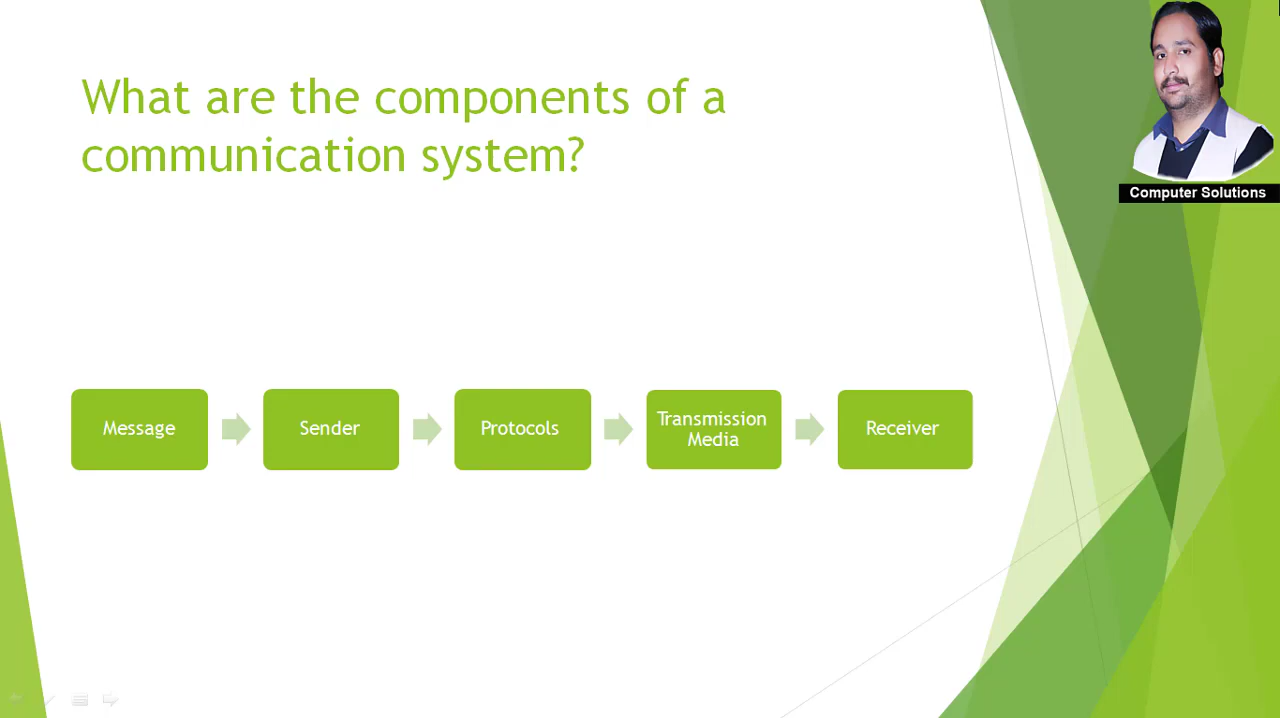 What are the components of a
communication system?
Computer Solutions
Message
Sender
Protocols
Transmission
Media
Receiver